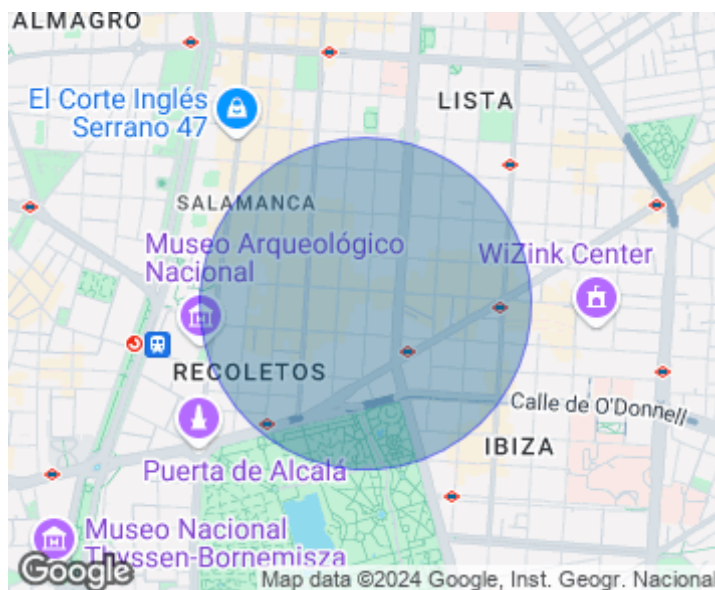 ALMAGRO
El Corte Inglés
Serrano 47
LISTA
SALAMANCA
Museo Arqueológico
Nacional
WiZink Center
RECOLETOS
Calle de O'Donnell
IBIZA
Puerta de Alcalá
Museo Nacional
Thyssen-Bornemisza
Google
Map data ©2024 Google, Inst. Geogr. Nacional